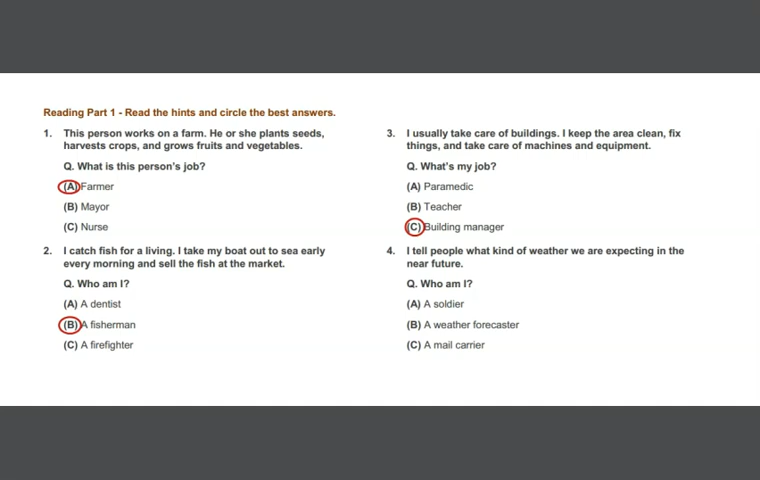 Reading Part 1 - Read the hints and circle the best answers.
1. This person works on a farm. He or she plants seeds,
harvests crops, and grows fruits and vegetables.
Q. What is this person's job?
(A) Farmer
(B) Mayor
(C) Nurse
2. I catch fish for a living. I take my boat out to sea early
every morning and sell the fish at the market.
Q. Who am I?
(A) A dentist
(B) A fisherman
(C) A firefighter
3. I usually take care of buildings. I keep the area clean, fix
things, and take care of machines and equipment.
Q. What's my job?
(A) Paramedic
(B) Teacher
(C) Building manager
4. I tell people what kind of weather we are expecting in the
near future.
Q. Who am I?
(A) A soldier
(B) A weather forecaster
(C) A mail carrier